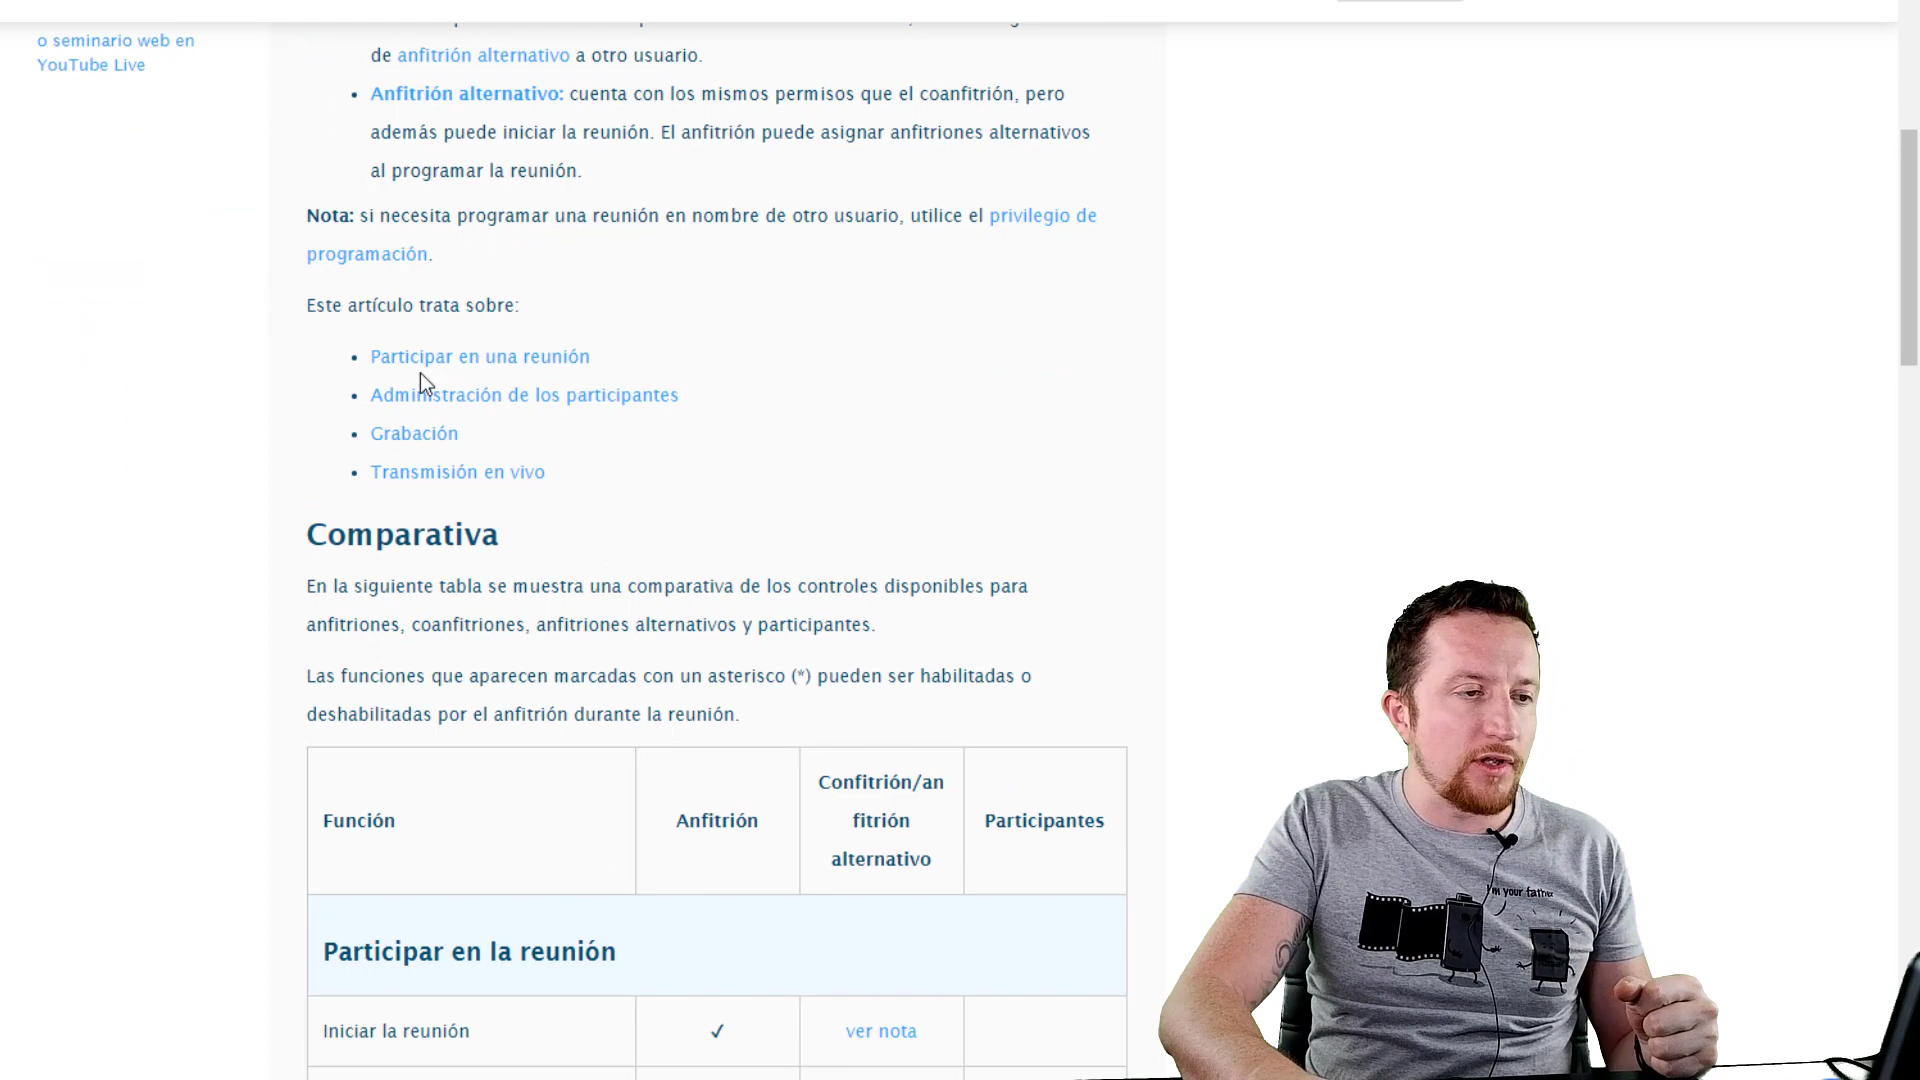 o seminario web en
YouTube Live
de anfitrión alternativo a otro usuario.
• Anfitrión alternativo: cuenta con los mismos permisos que el coanfitrión, pero
además puede iniciar la reunión. El anfitrión puede asignar anfitriones alternativos
al programar la reunión.
Nota: si necesita programar una reunión en nombre de otro usuario, utilice el privilegio de
programación.
Este artículo trata sobre:
• Participar en una reunión
• Administración de los participantes
• Grabación
• Transmisión en vivo
Comparativa
En la siguiente tabla se muestra una comparativa de los controles disponibles para
anfitriones, coanfitriones, anfitriones alternativos y participantes.
Las funciones que aparecen marcadas con un asterisco (*) pueden ser habilitadas o
deshabilitadas por el anfitrión durante la reunión.
Función
Anfitrión
Confitrión/an
fitrión
alternativo
Participantes
Participar en la reunión
Iniciar la reunión
✓
ver nota
I'm your father